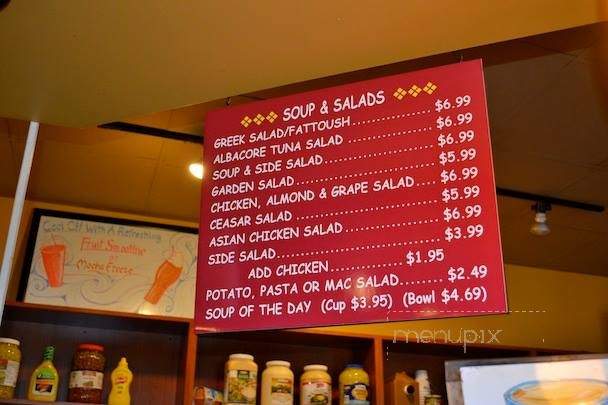 SOUP & SALADS
GREEK SALAD/FATTOUSH................ $6.99
ALBACORE TUNA SALAD ................ $6.99
SOUP & SIDE SALAD...................... $6.99
GARDEN SALAD............................. $5.99
CHICKEN, ALMOND & GRAPE SALAD.... $6.99
CEASAR SALAD ............................. $5.99
ASIAN CHICKEN SALAD................... $6.99
SIDE SALAD.................................. $3.99
ADD CHICKEN.............. $1.95
POTATO, PASTA OR MAC SALAD........ $2.49
SOUP OF THE DAY (Cup $3.95) (Bowl $4.69)
Cool Off With A Refreshing
Fruit Smoothie
or
Mocha Freeze
menupix